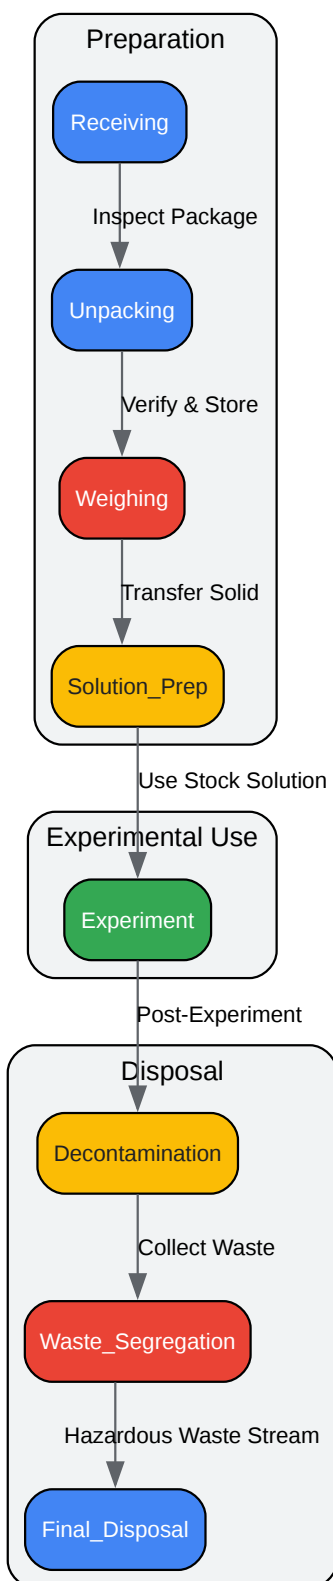 Preparation
Receiving
Inspect Package
Unpacking
Verify & Store
Weighing
Transfer Solid
Solution_Prep
Use Stock Solution
Experimental Use
Experiment
Post-Experiment
Disposal
Decontamination
Collect Waste
Waste_Segregation
Hazardous Waste Stream
Final_Disposal